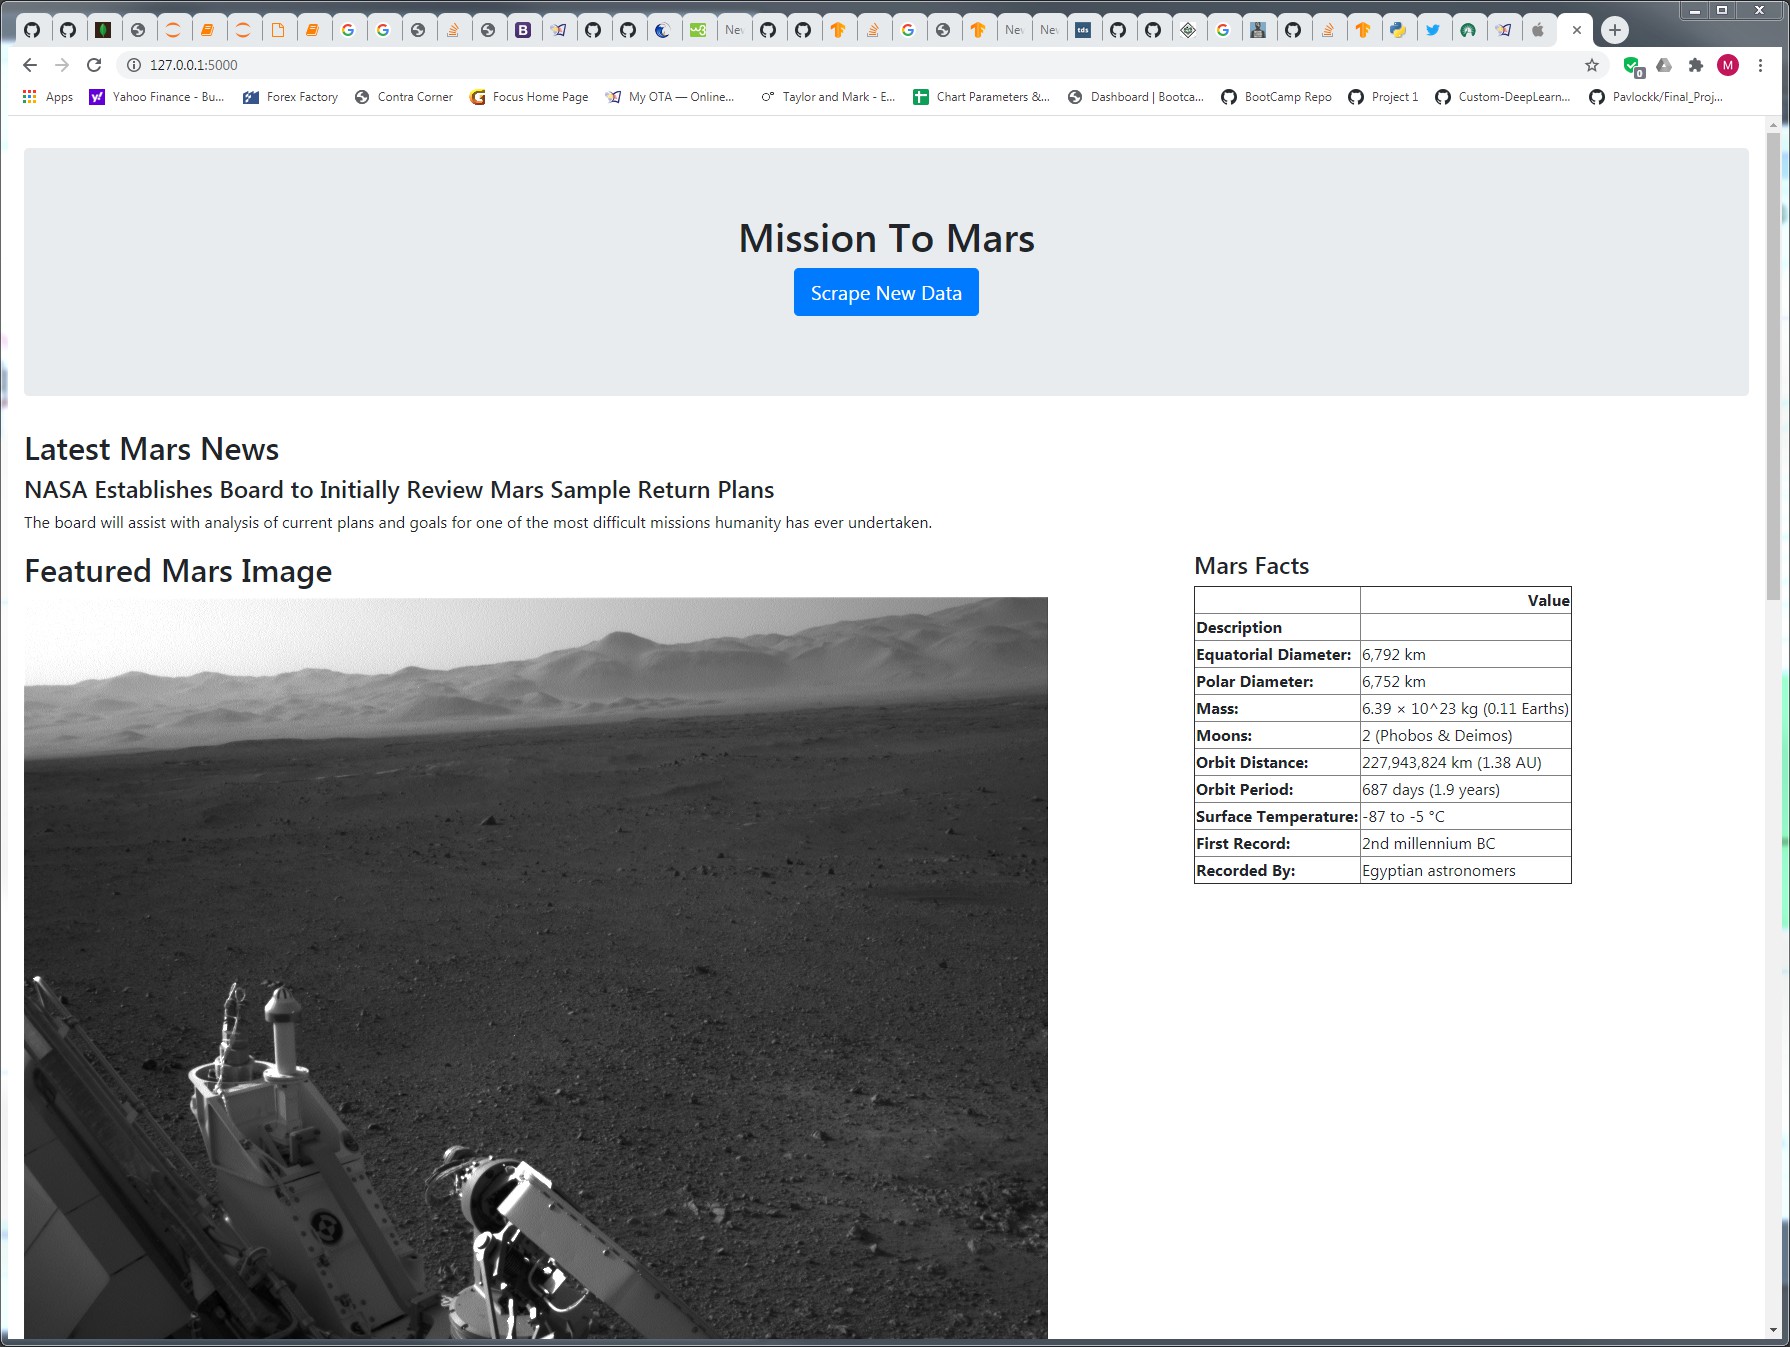 New
New
New
127.0.0.1:5000
Apps
Yahoo Finance - Bu...
Forex Factory
Contra Corner
Focus Home Page
My OTA — Online...
Taylor and Mark - E...
Chart Parameters &...
Dashboard | Bootca...
BootCamp Repo
Project 1
Custom-DeepLearn...
Pavlockk/Final_Proj...
Mission To Mars
Scrape New Data
Latest Mars News
NASA Establishes Board to Initially Review Mars Sample Return Plans
The board will assist with analysis of current plans and goals for one of the most difficult missions humanity has ever undertaken.
Featured Mars Image
Mars Facts
Value
Description
Equatorial Diameter: 6,792 km
Polar Diameter: 6,752 km
Mass: 6.39 × 10^23 kg (0.11 Earths)
Moons: 2 (Phobos & Deimos)
Orbit Distance: 227,943,824 km (1.38 AU)
Orbit Period: 687 days (1.9 years)
Surface Temperature: -87 to -5 °C
First Record: 2nd millennium BC
Recorded By: Egyptian astronomers